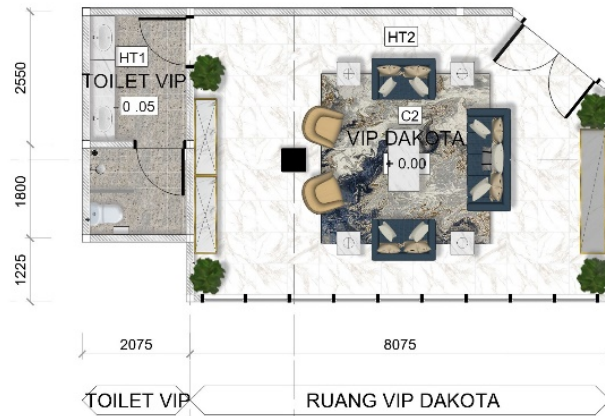 HT1
HT2
TOILET VIP
- 0 .05
C2
VIP DAKOTA
+ 0.00
2550
1800
1225
2075
8075
TOILET VIP
RUANG VIP DAKOTA